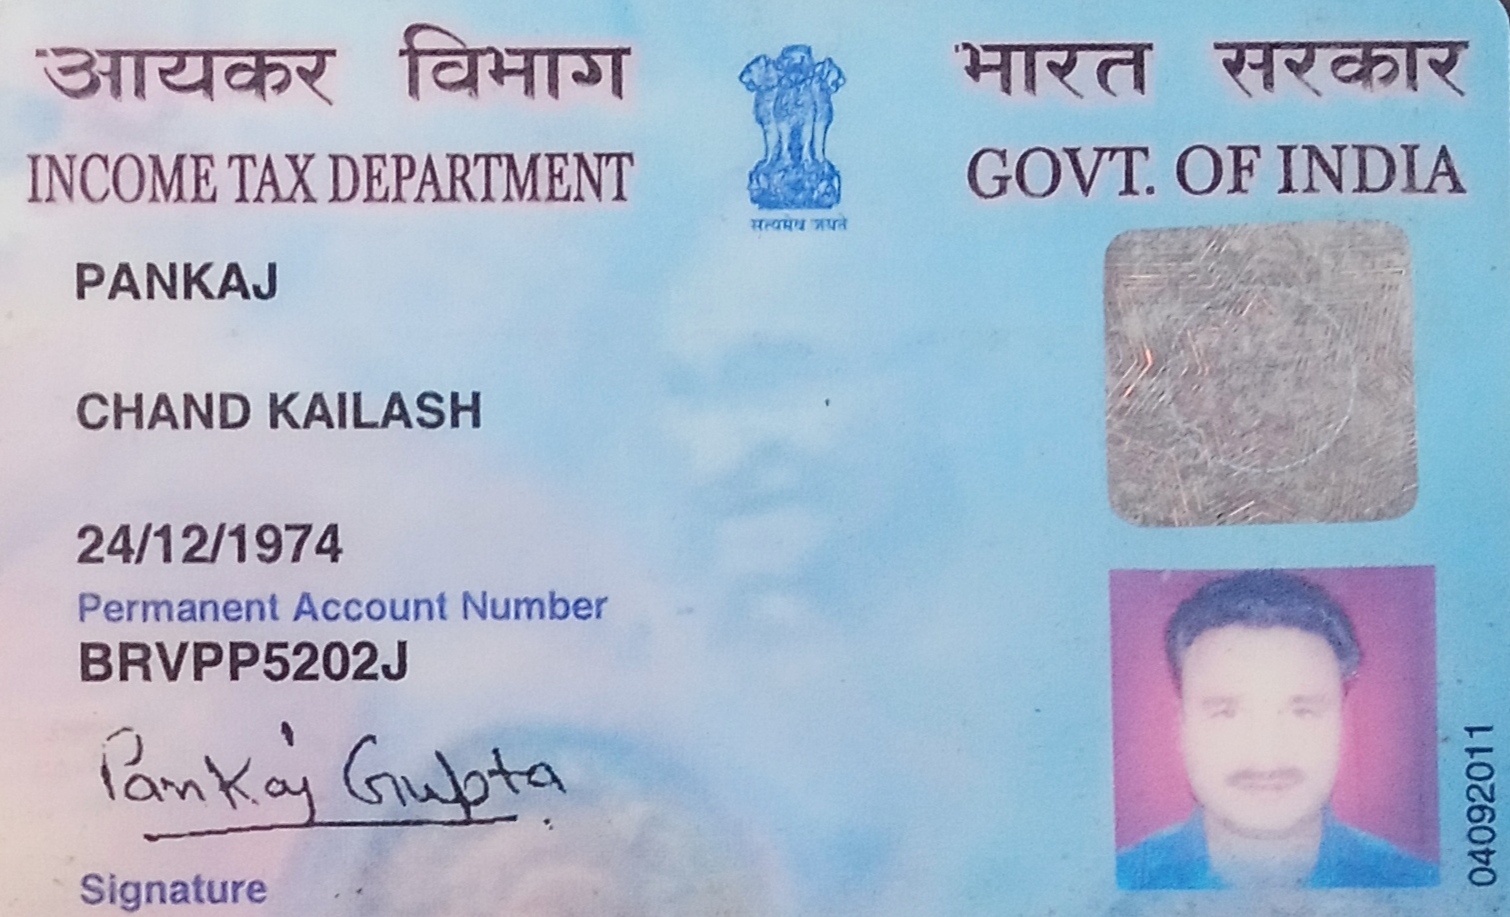 आयकर विभाग
INCOME TAX DEPARTMENT
सत्यमेव जयते
भारत सरकार
GOVT. OF INDIA
PANKAJ
CHAND KAILASH
24/12/1974
Permanent Account Number
BRVPP5202J
Pankaj Gupta
Signature
04092011